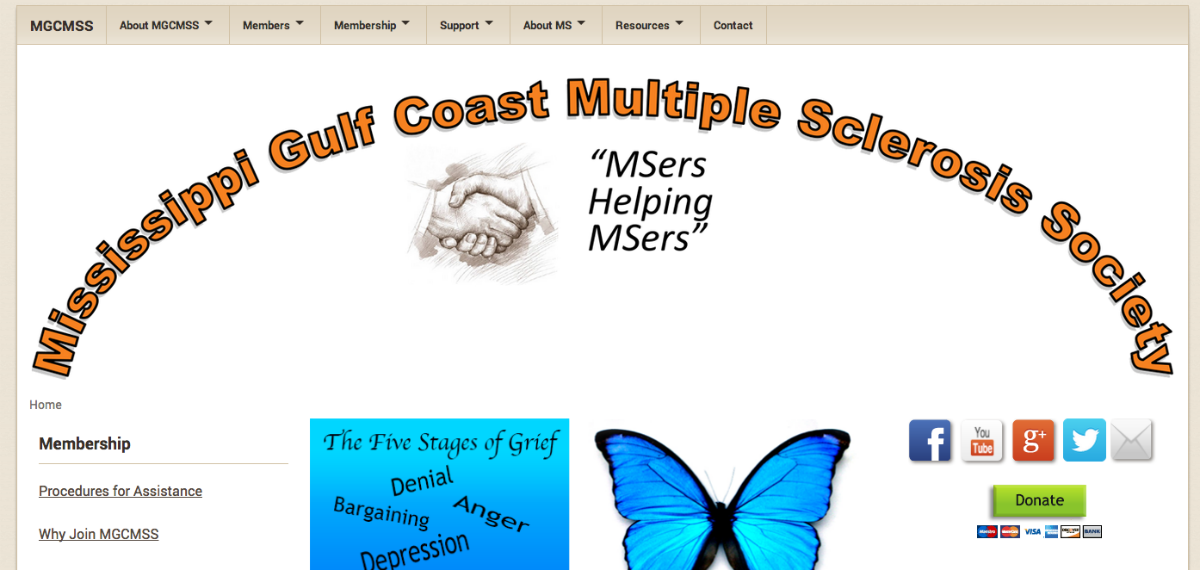 MGCMSS About MGCMSS Members Membership Support About MS Resources Contact
Mississippi Gulf Coast Multiple Sclerosis Society
“MSers
Helping
MSers”
Home
Membership
Procedures for Assistance
Why Join MGCMSS
The Five Stages of Grief
Denial
Bargaining
Anger
Depression
f
You
Tube
g+
Donate
VISA
BANK